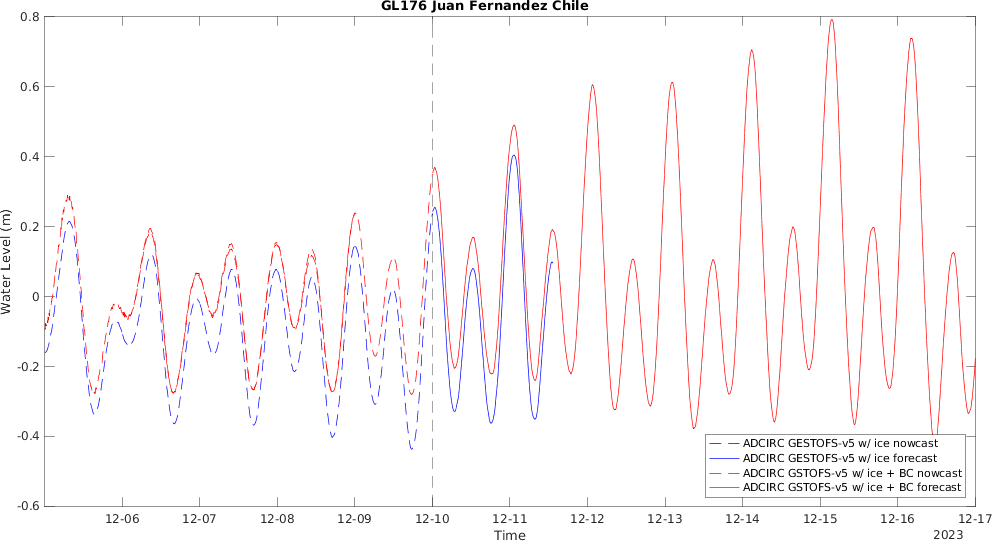 GL176 Juan Fernandez Chile
Water Level (m)
0.8
0.6
0.4
0.2
0
-0.2
-0.4
-0.6
ADCIRC GESTOFS-v5 w/ ice nowcast
ADCIRC GESTOFS-v5 w/ ice forecast
ADCIRC GSTOFS-v5 w/ ice + BC nowcast
ADCIRC GSTOFS-v5 w/ ice + BC forecast
12-06 12-07 12-08 12-09 12-10 12-11 12-12 12-13 12-14 12-15 12-16 12-17
Time
2023